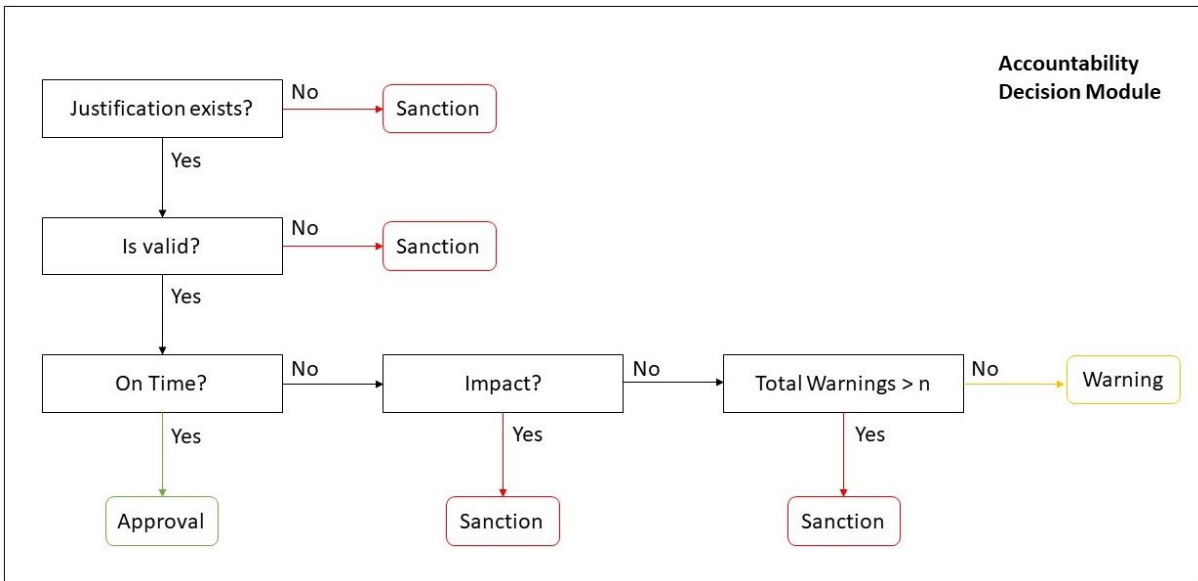 Accountability
Decision Module
Justification exists?
No
Sanction
Yes
Is valid?
No
Sanction
Yes
On Time?
No
Impact?
No
Total Warnings > n
No
Warning
Yes
Yes
Yes
Approval
Sanction
Sanction